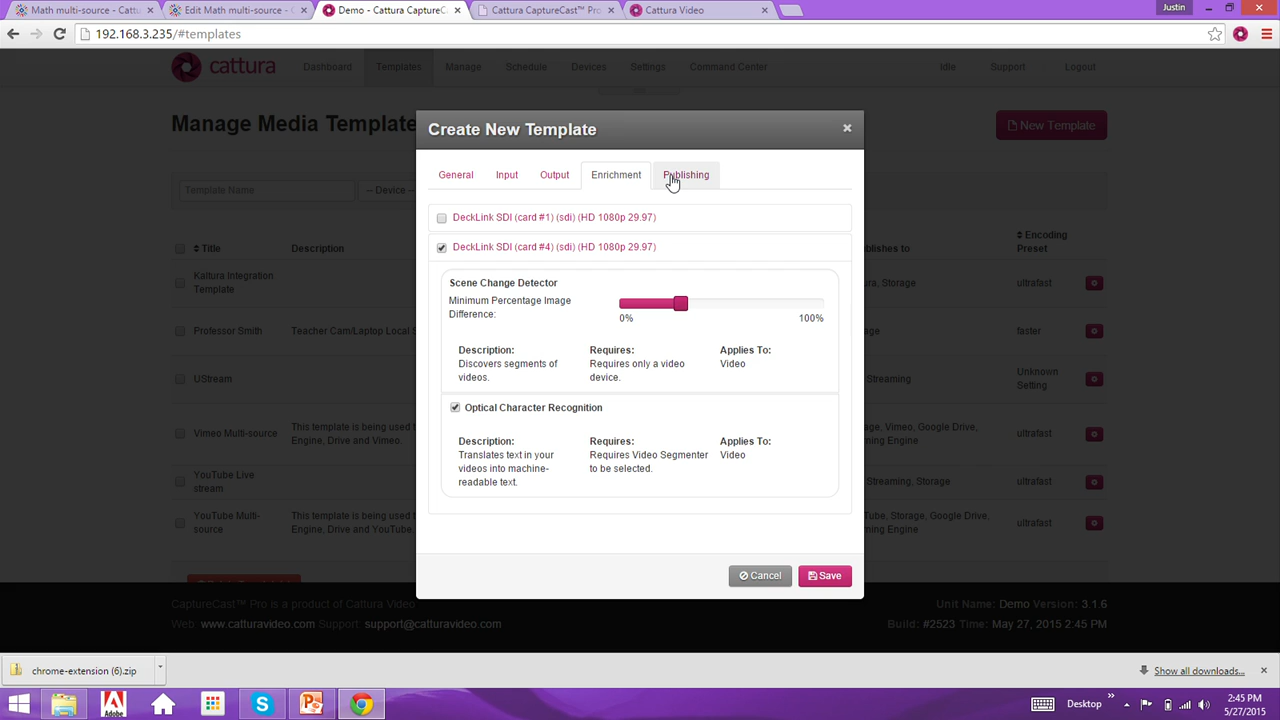 Math multi-source - Cattu
Edit Math multi-source - C
Demo - Cattura CaptureCa
Cattura CaptureCast™ Pro
Cattura Video
Justin
192.168.3.235/#templates
cattura
Dashboard
Templates
Manage
Schedule
Devices
Settings
Command Center
Idle
Support
Logout
Manage Media Template
New Template
Template Name
-- Device -
Create New Template
×
General
Input
Output
Enrichment
Publishing
DeckLink SDI (card #1) (sdi) (HD 1080p 29.97)
DeckLink SDI (card #4) (sdi) (HD 1080p 29.97)
Scene Change Detector
Minimum Percentage Image
Difference:
0%
100%
Description:
Requires:
Applies To:
Discovers segments of
videos.
Requires only a video
device.
Video
Optical Character Recognition
Description:
Requires:
Applies To:
Translates text in your
videos into machine-
readable text.
Requires Video Segmenter
to be selected.
Video
Cancel
Save
Title
Description
blishes to
Encoding
Preset
Kaltura Integration
Template
ura, Storage
ultrafast
Professor Smith
Teacher Cam/Laptop Local S
age
faster
UStream
Streaming
Unknown
Setting
Vimeo Multi-source
This template is being used t
Engine, Drive and Vimeo.
age, Vimeo, Google Drive,
ng Engine
ultrafast
YouTube Live
stream
Streaming, Storage
ultrafast
YouTube Multi-
source
This template is being used t
Engine, Drive and YouTube.
Tube, Storage, Google Drive,
ming Engine
ultrafast
CaptureCast™ Pro is a product of Cattura Video
Web: www.catturavideo.com Support: support@catturavideo.com
Unit Name: Demo Version: 3.1.6
Build: #2523 Time: May 27, 2015 2:45 PM
chrome-extension (6).zip
Show all downloads...
Adobe
Desktop
2:45 PM
5/27/2015